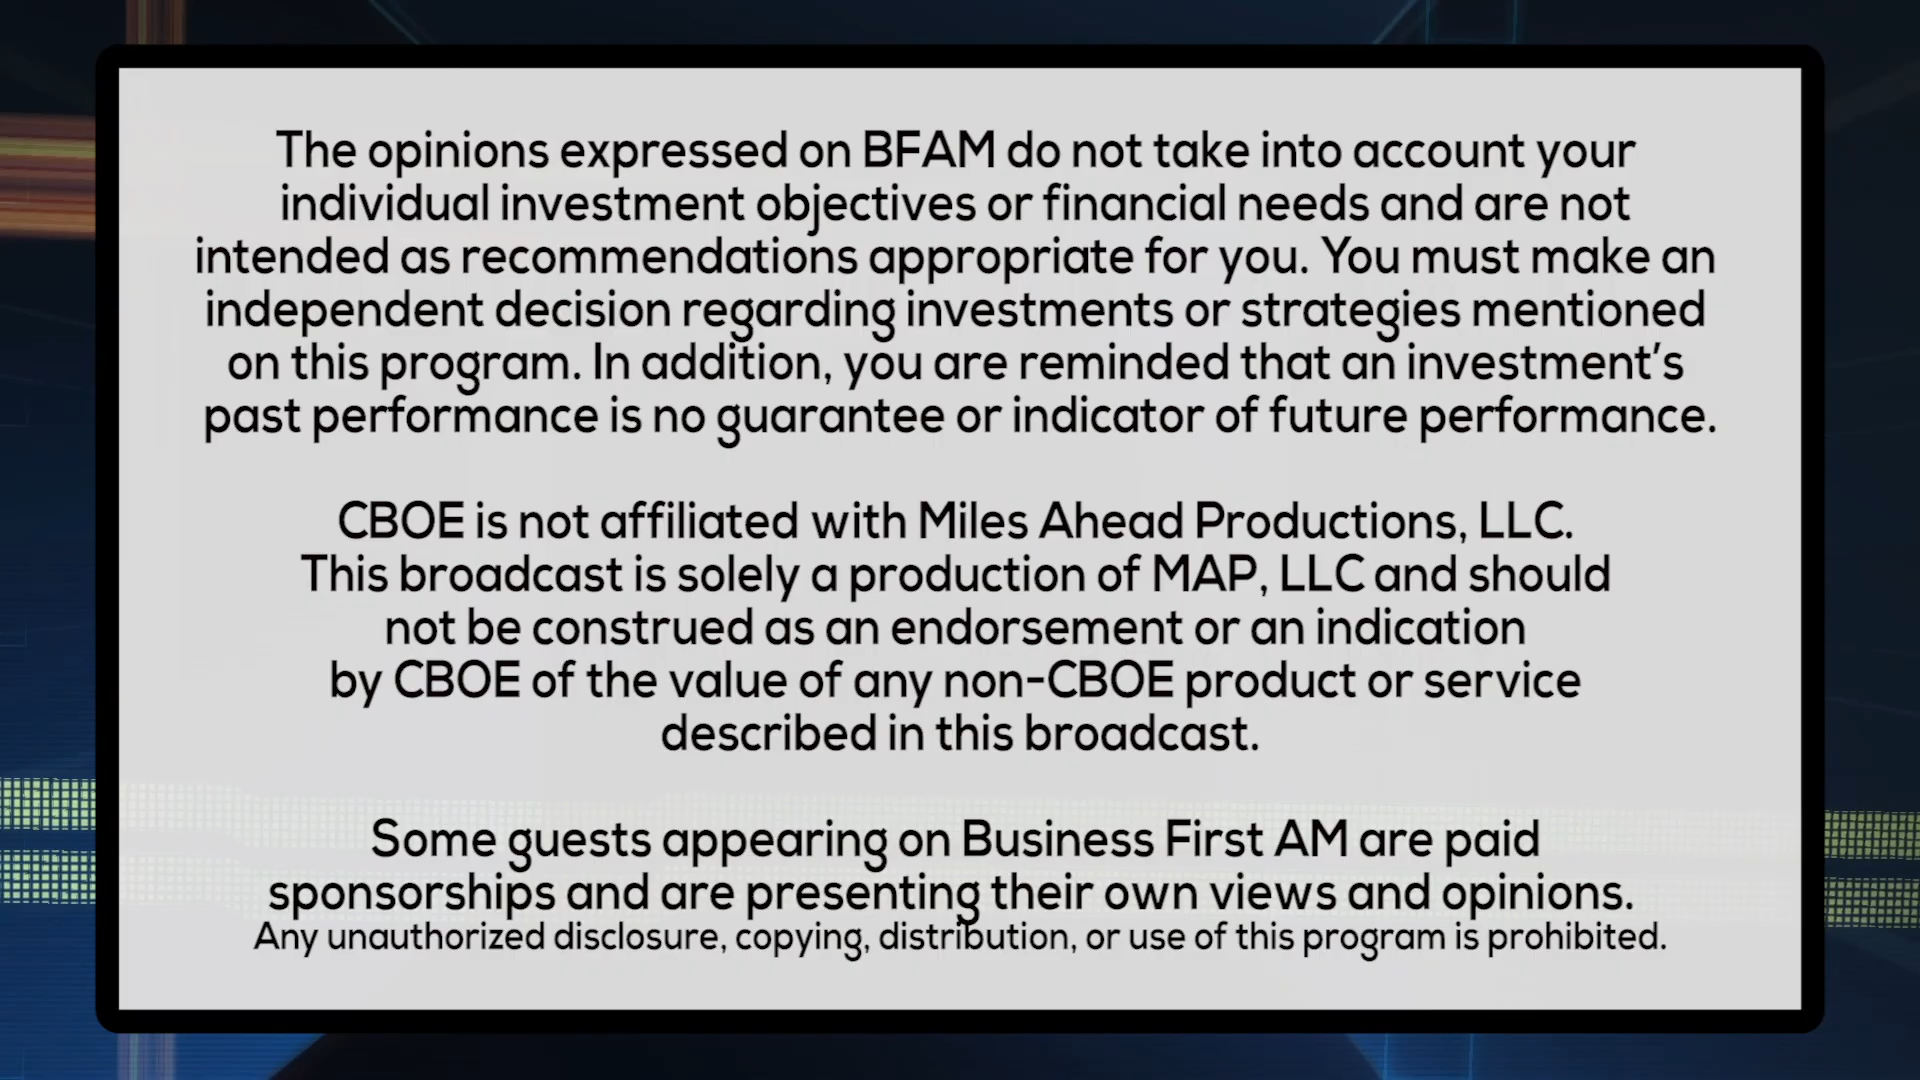 The opinions expressed on BFAM do not take into account your
individual investment objectives or financial needs and are not
intended as recommendations appropriate for you. You must make an
independent decision regarding investments or strategies mentioned
on this program. In addition, you are reminded that an investment’s
past performance is no guarantee or indicator of future performance.
CBOE is not affiliated with Miles Ahead Productions, LLC.
This broadcast is solely a production of MAP, LLC and should
not be construed as an endorsement or an indication
by CBOE of the value of any non-CBOE product or service
described in this broadcast.
Some guests appearing on Business First AM are paid
sponsorships and are presenting their own views and opinions.
Any unauthorized disclosure, copying, distribution, or use of this program is prohibited.